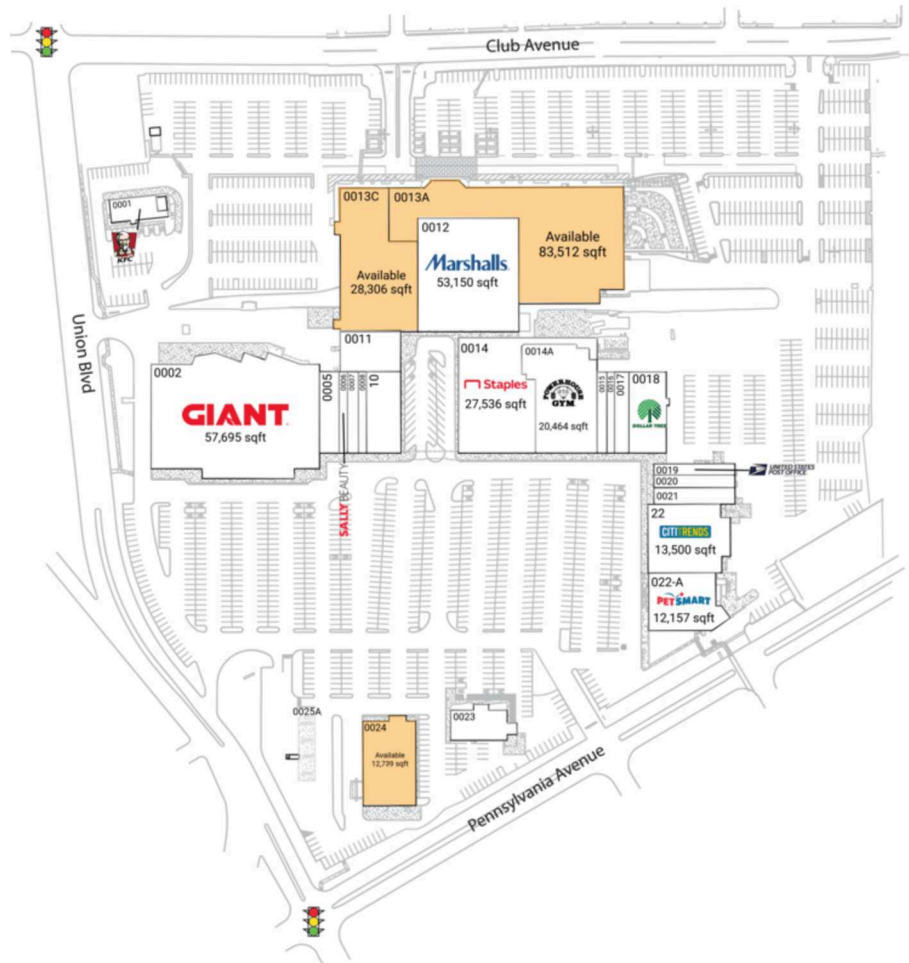 Club Avenue
0001
KFC
Union Blvd
0013C
0013A
Available
28,306 sqft
0012
Marshalls
53,150 sqft
Available
83,512 sqft
0002
GIANT
57,695 sqft
0005
0011
0006
0007
0008
10
SALLY BEAUTY
0014
Staples
27,536 sqft
0014A
POWERHOUSE
GYM
20,464 sqft
0015
0016
0017
0018
DOLLAR TREE
0019
UNITED STATES
POST OFFICE
0020
0021
22
CITITRENDS
13,500 sqft
022-A
PETSMART
12,157 sqft
0025A
0024
Available
12,739 sqft
0023
Pennsylvania Avenue